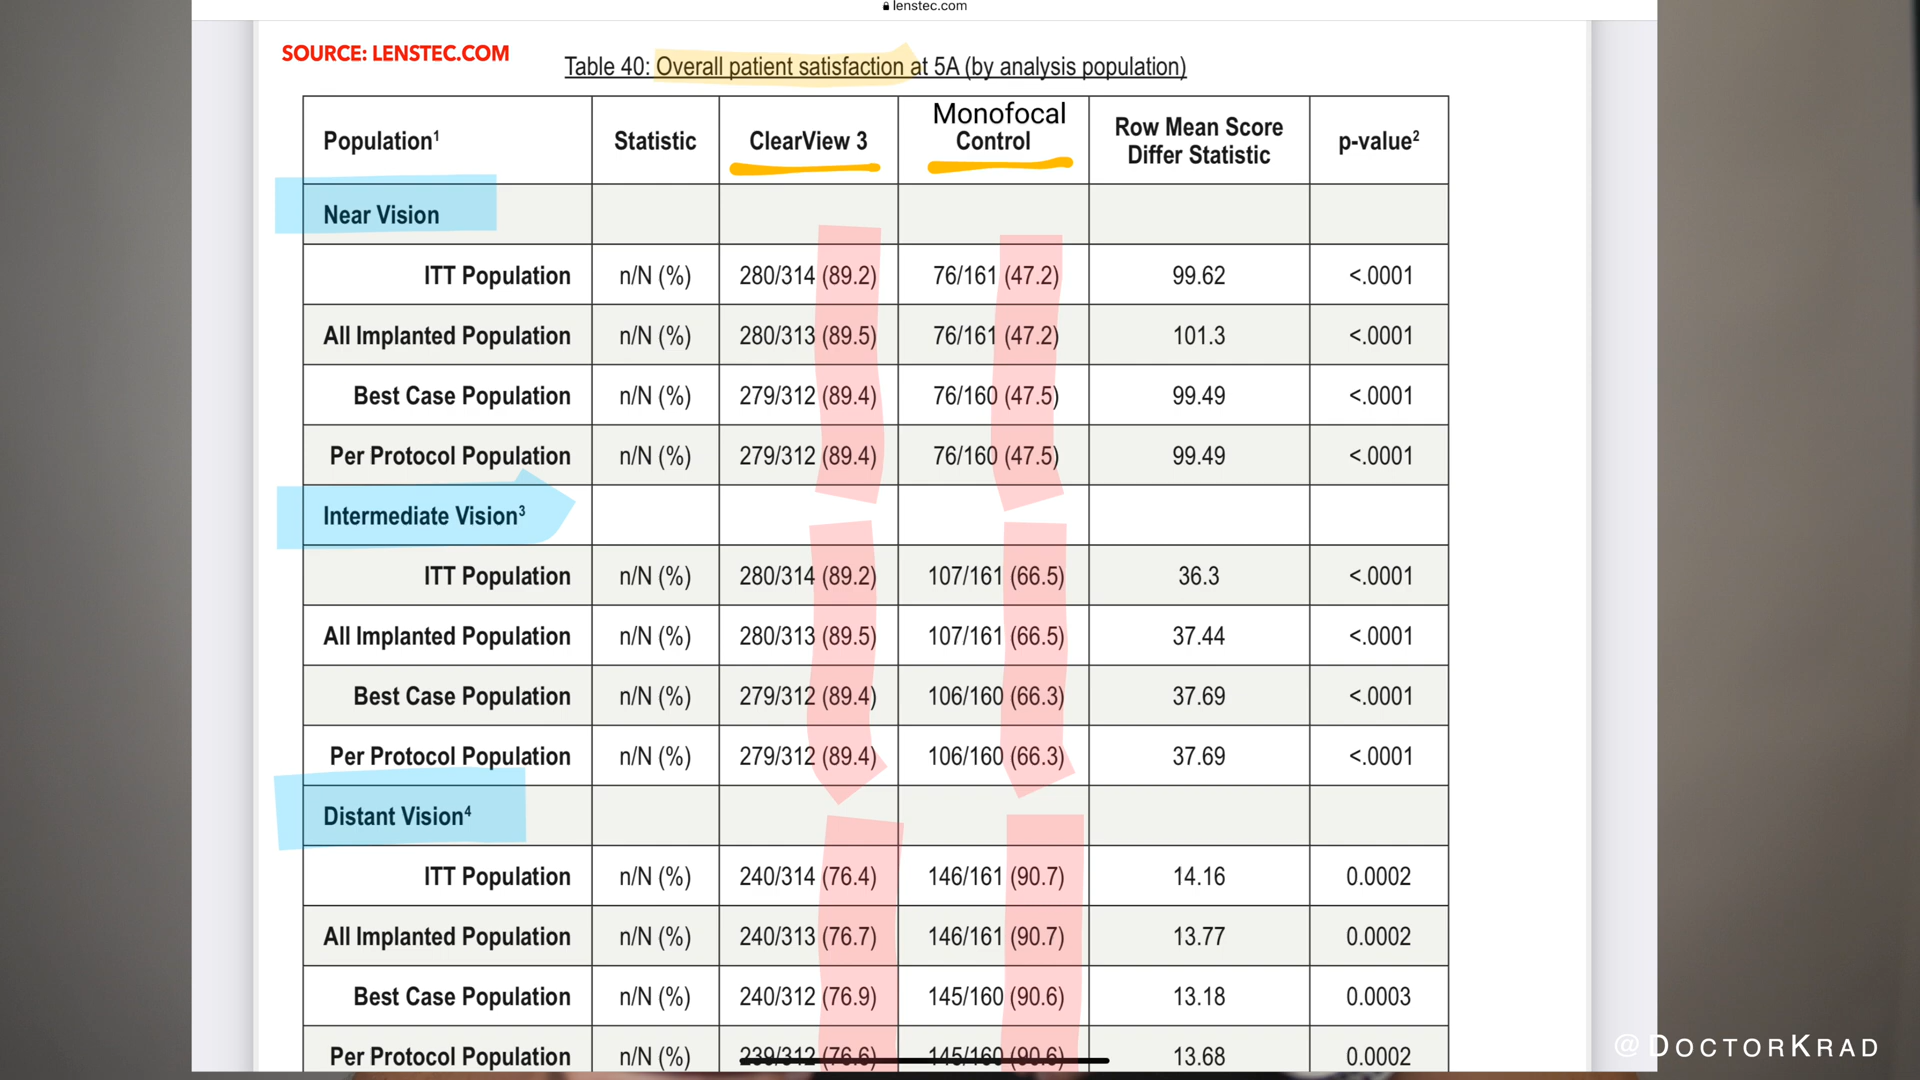 lenstec.com
SOURCE: LENSTEC.COM
Table 40: Overall patient satisfaction at 5A (by analysis population)
Population¹ Statistic ClearView 3 Monofocal Control Row Mean Score Differ Statistic p-value²
Near Vision
ITT Population n/N (%) 280/314 (89.2) 76/161 (47.2) 99.62 <.0001
All Implanted Population n/N (%) 280/313 (89.5) 76/161 (47.2) 101.3 <.0001
Best Case Population n/N (%) 279/312 (89.4) 76/160 (47.5) 99.49 <.0001
Per Protocol Population n/N (%) 279/312 (89.4) 76/160 (47.5) 99.49 <.0001
Intermediate Vision³
ITT Population n/N (%) 280/314 (89.2) 107/161 (66.5) 36.3 <.0001
All Implanted Population n/N (%) 280/313 (89.5) 107/161 (66.5) 37.44 <.0001
Best Case Population n/N (%) 279/312 (89.4) 106/160 (66.3) 37.69 <.0001
Per Protocol Population n/N (%) 279/312 (89.4) 106/160 (66.3) 37.69 <.0001
Distant Vision⁴
ITT Population n/N (%) 240/314 (76.4) 146/161 (90.7) 14.16 0.0002
All Implanted Population n/N (%) 240/313 (76.7) 146/161 (90.7) 13.77 0.0002
Best Case Population n/N (%) 240/312 (76.9) 145/160 (90.6) 13.18 0.0003
Per Protocol Population n/N (%) 239/312 (76.6) 145/160 (90.6) 13.68 0.0002
@DOCTORKRAD